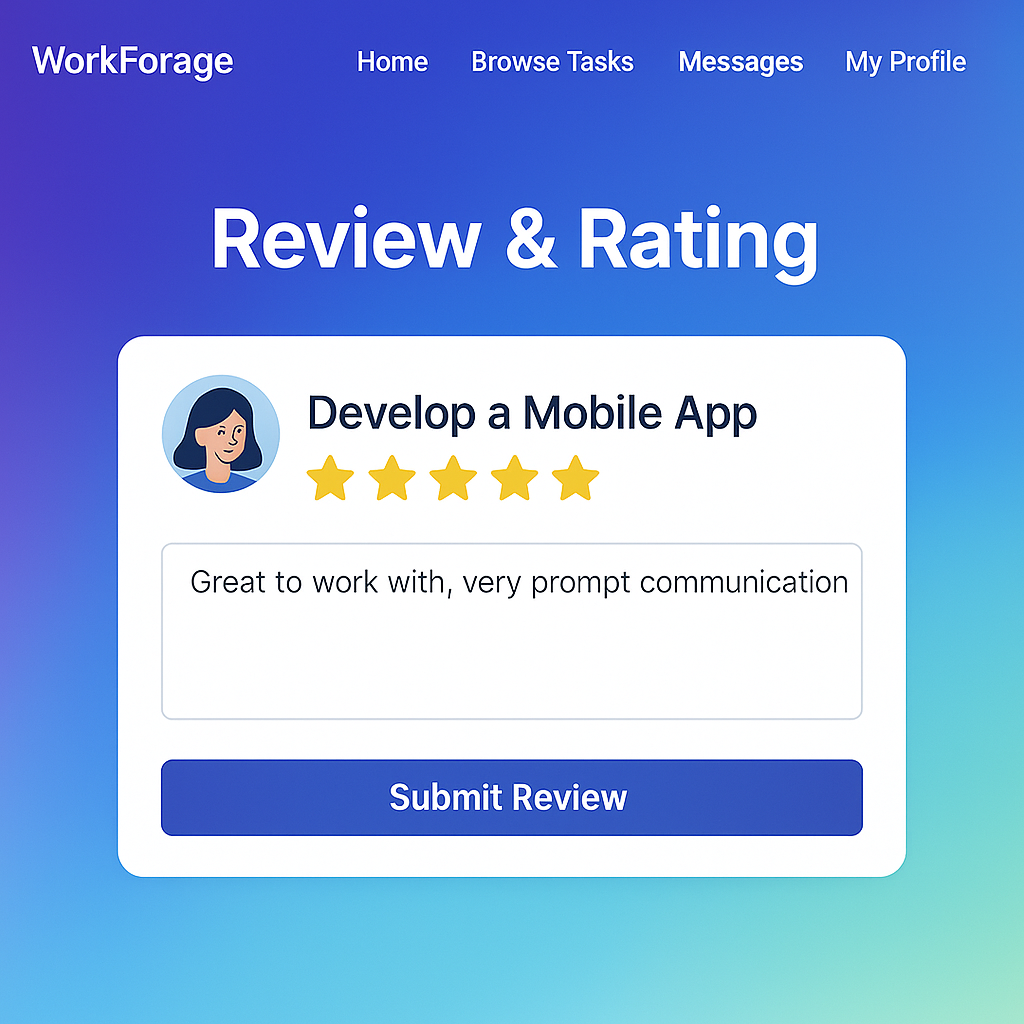 WorkForage Home Browse Tasks Messages My Profile
Review & Rating
Develop a Mobile App
Great to work with, very prompt communication
Submit Review